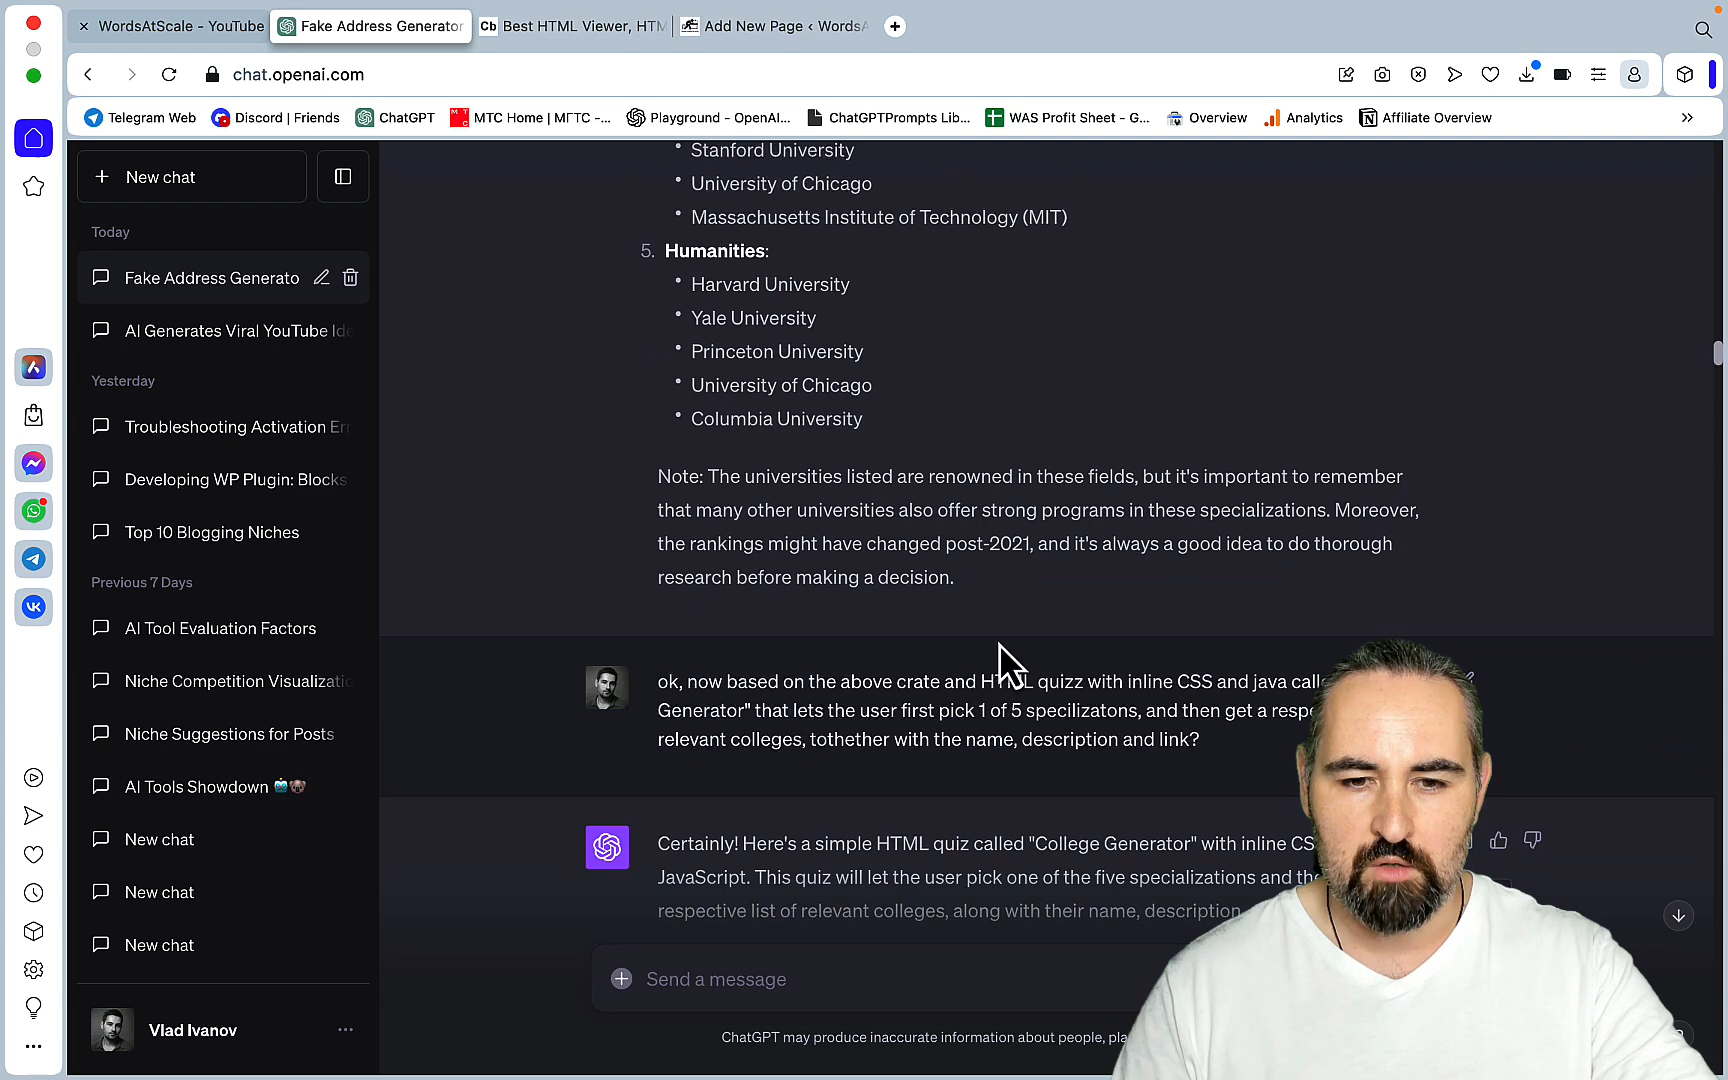 WordsAtScale - YouTube
Fake Address Generator
Cb Best HTML Viewer, HTM
Add New Page ‹ WordsA
chat.openai.com
Telegram Web
Discord | Friends
ChatGPT
MTC Home | МГТС -...
Playground - OpenAI...
ChatGPTPrompts Lib...
WAS Profit Sheet - G...
Overview
Analytics
Affiliate Overview
New chat
Today
Fake Address Generato
AI Generates Viral YouTube Ide
Yesterday
Troubleshooting Activation Err
Developing WP Plugin: Blocks
Top 10 Blogging Niches
Previous 7 Days
AI Tool Evaluation Factors
Niche Competition Visualizatio
Niche Suggestions for Posts
AI Tools Showdown
New chat
New chat
New chat
Vlad Ivanov
• Stanford University
• University of Chicago
• Massachusetts Institute of Technology (MIT)
5. Humanities:
• Harvard University
• Yale University
• Princeton University
• University of Chicago
• Columbia University
Note: The universities listed are renowned in these fields, but it's important to remember
that many other universities also offer strong programs in these specializations. Moreover,
the rankings might have changed post-2021, and it's always a good idea to do thorough
research before making a decision.
ok, now based on the above crate and HTML quizz with inline CSS and java call
Generator" that lets the user first pick 1 of 5 specilizatons, and then get a respe
relevant colleges, tothether with the name, description and link?
Certainly! Here's a simple HTML quiz called "College Generator" with inline CS
JavaScript. This quiz will let the user pick one of the five specializations and the
respective list of relevant colleges, along with their name, description
Send a message
ChatGPT may produce inaccurate information about people, pla